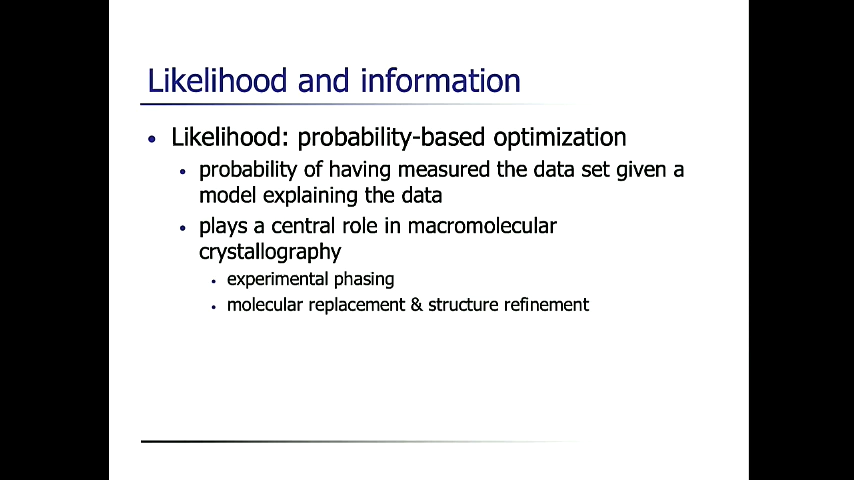 Likelihood and information
• Likelihood: probability-based optimization
• probability of having measured the data set given a
model explaining the data
• plays a central role in macromolecular
crystallography
• experimental phasing
• molecular replacement & structure refinement